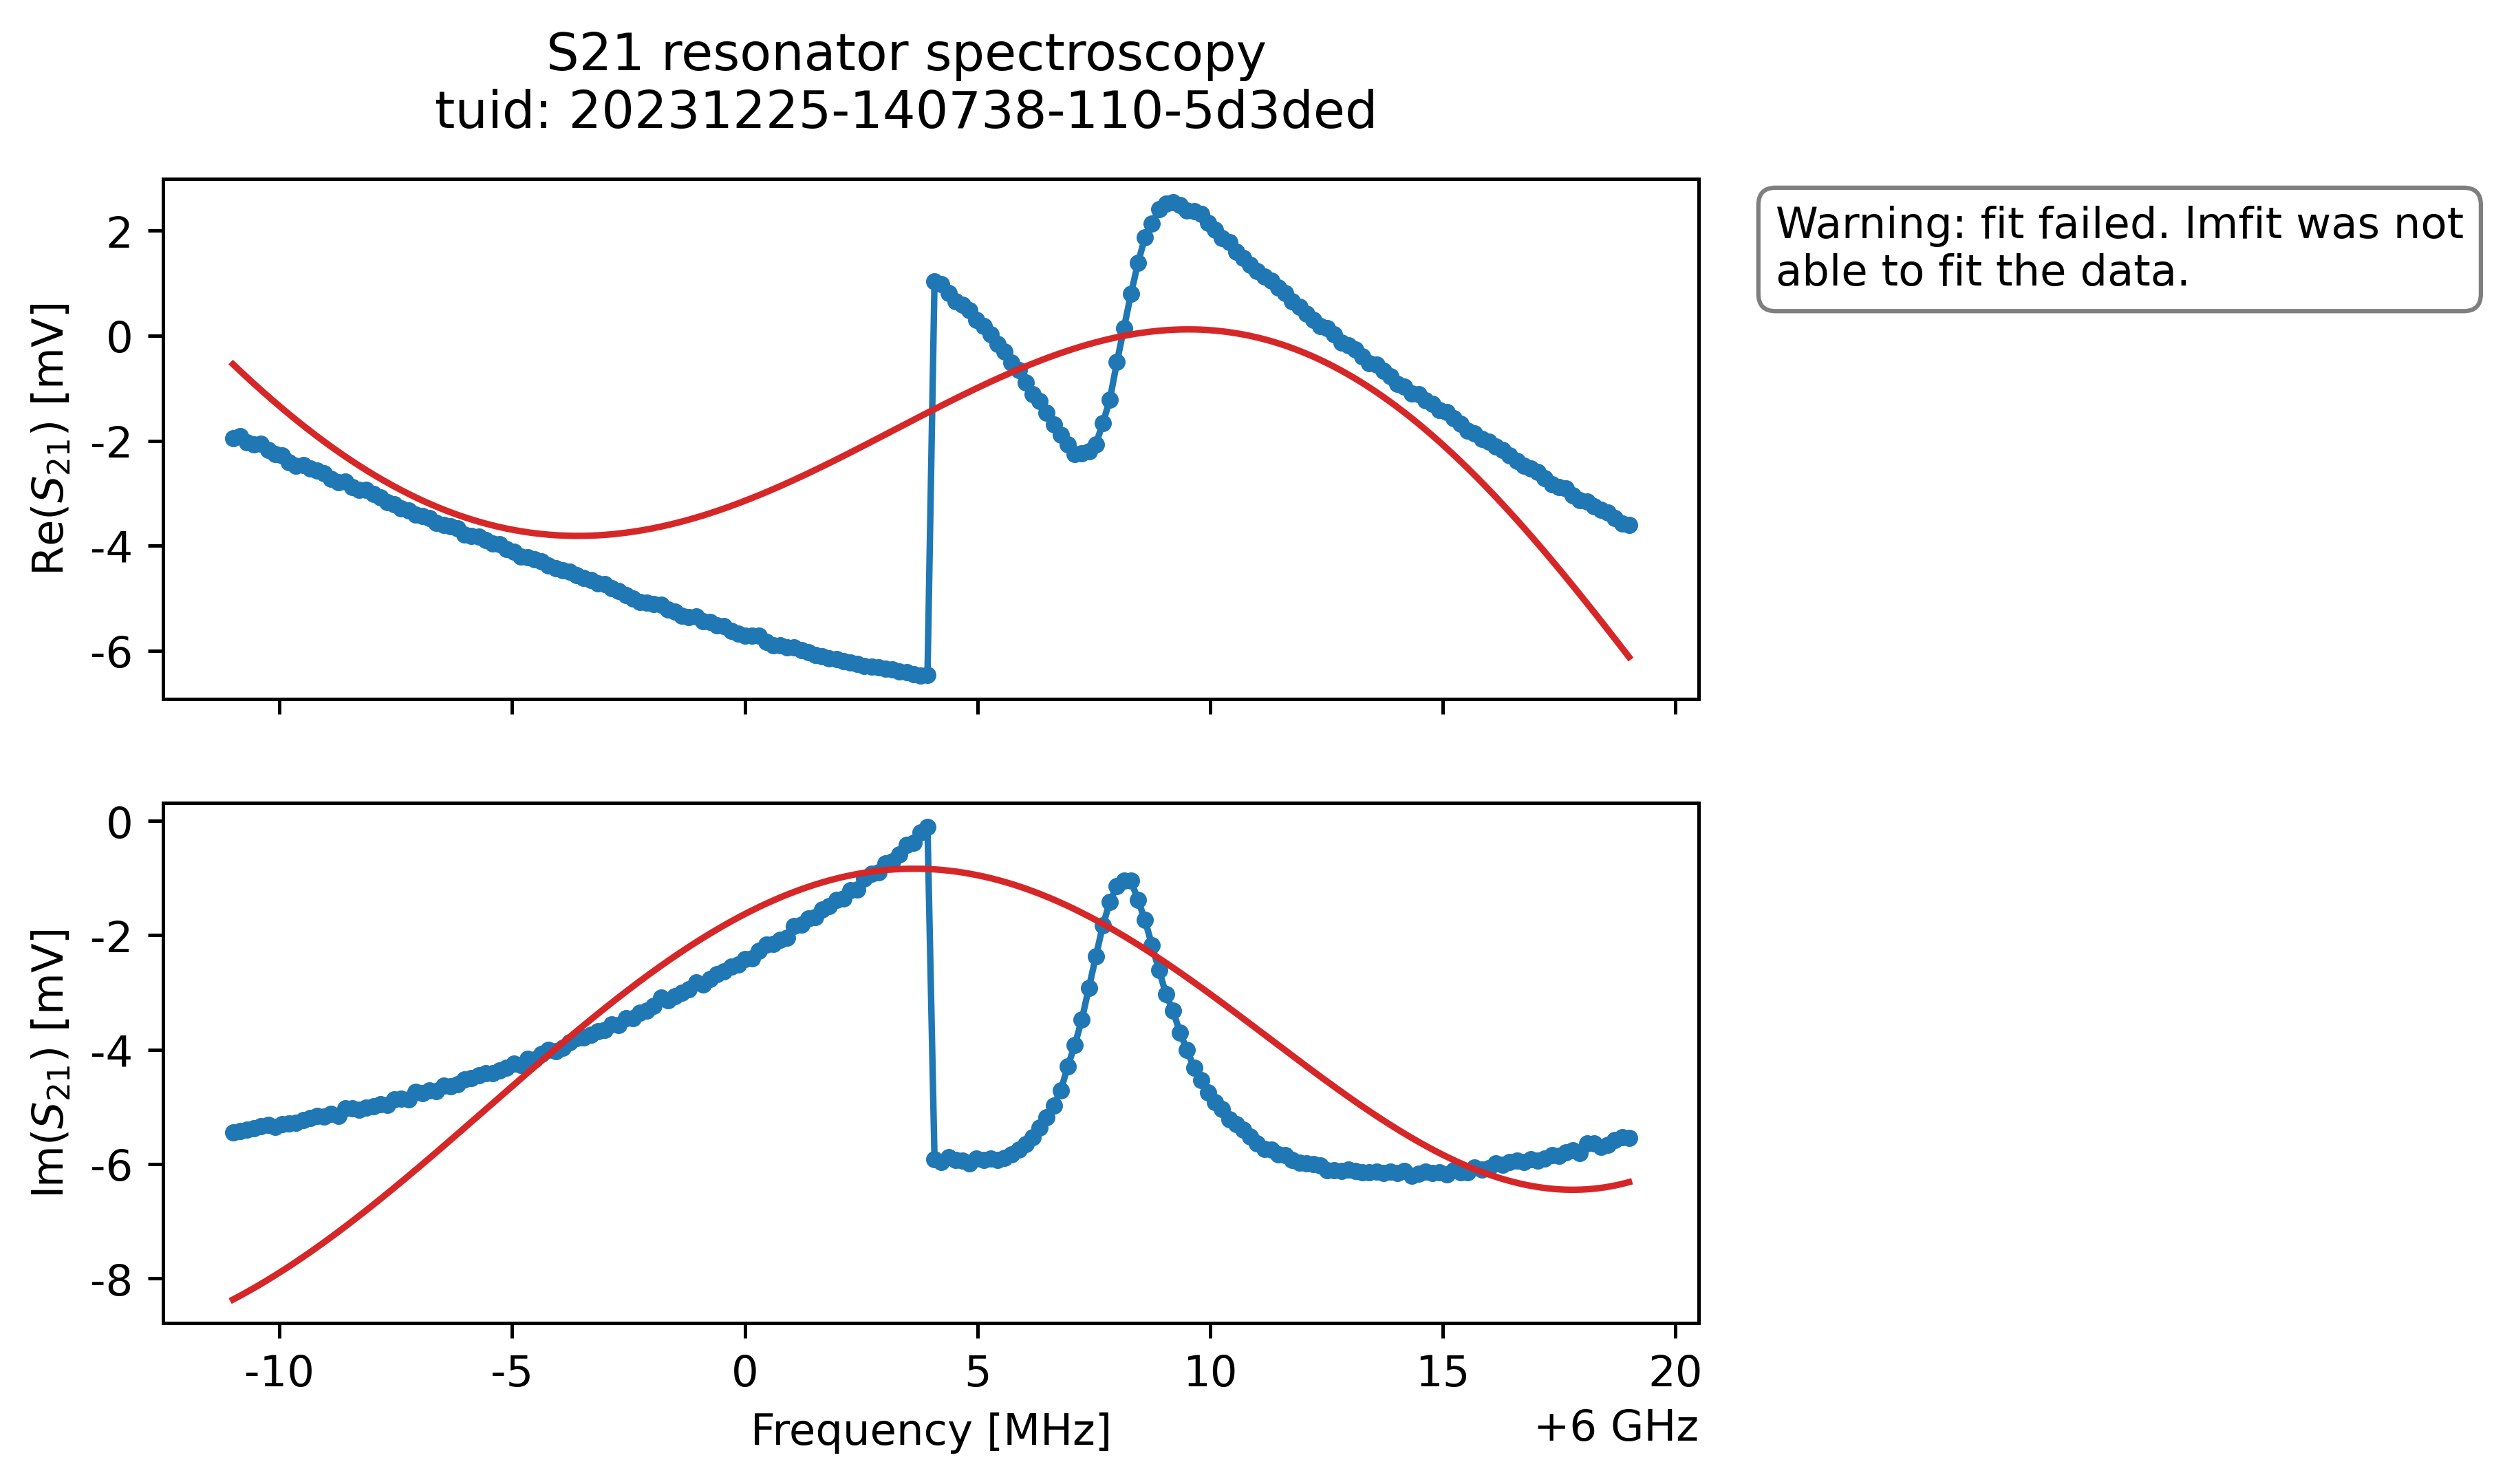 S21 resonator spectroscopy
tuid: 20231225-140738-110-5d3ded
Warning: fit failed. lmfit was not
able to fit the data.
Re(S₂₁) [mV]
2
0
-2
-4
-6
Im(S₂₁) [mV]
0
-2
-4
-6
-8
-10 -5 0 5 10 15 20
Frequency [MHz]
+6 GHz